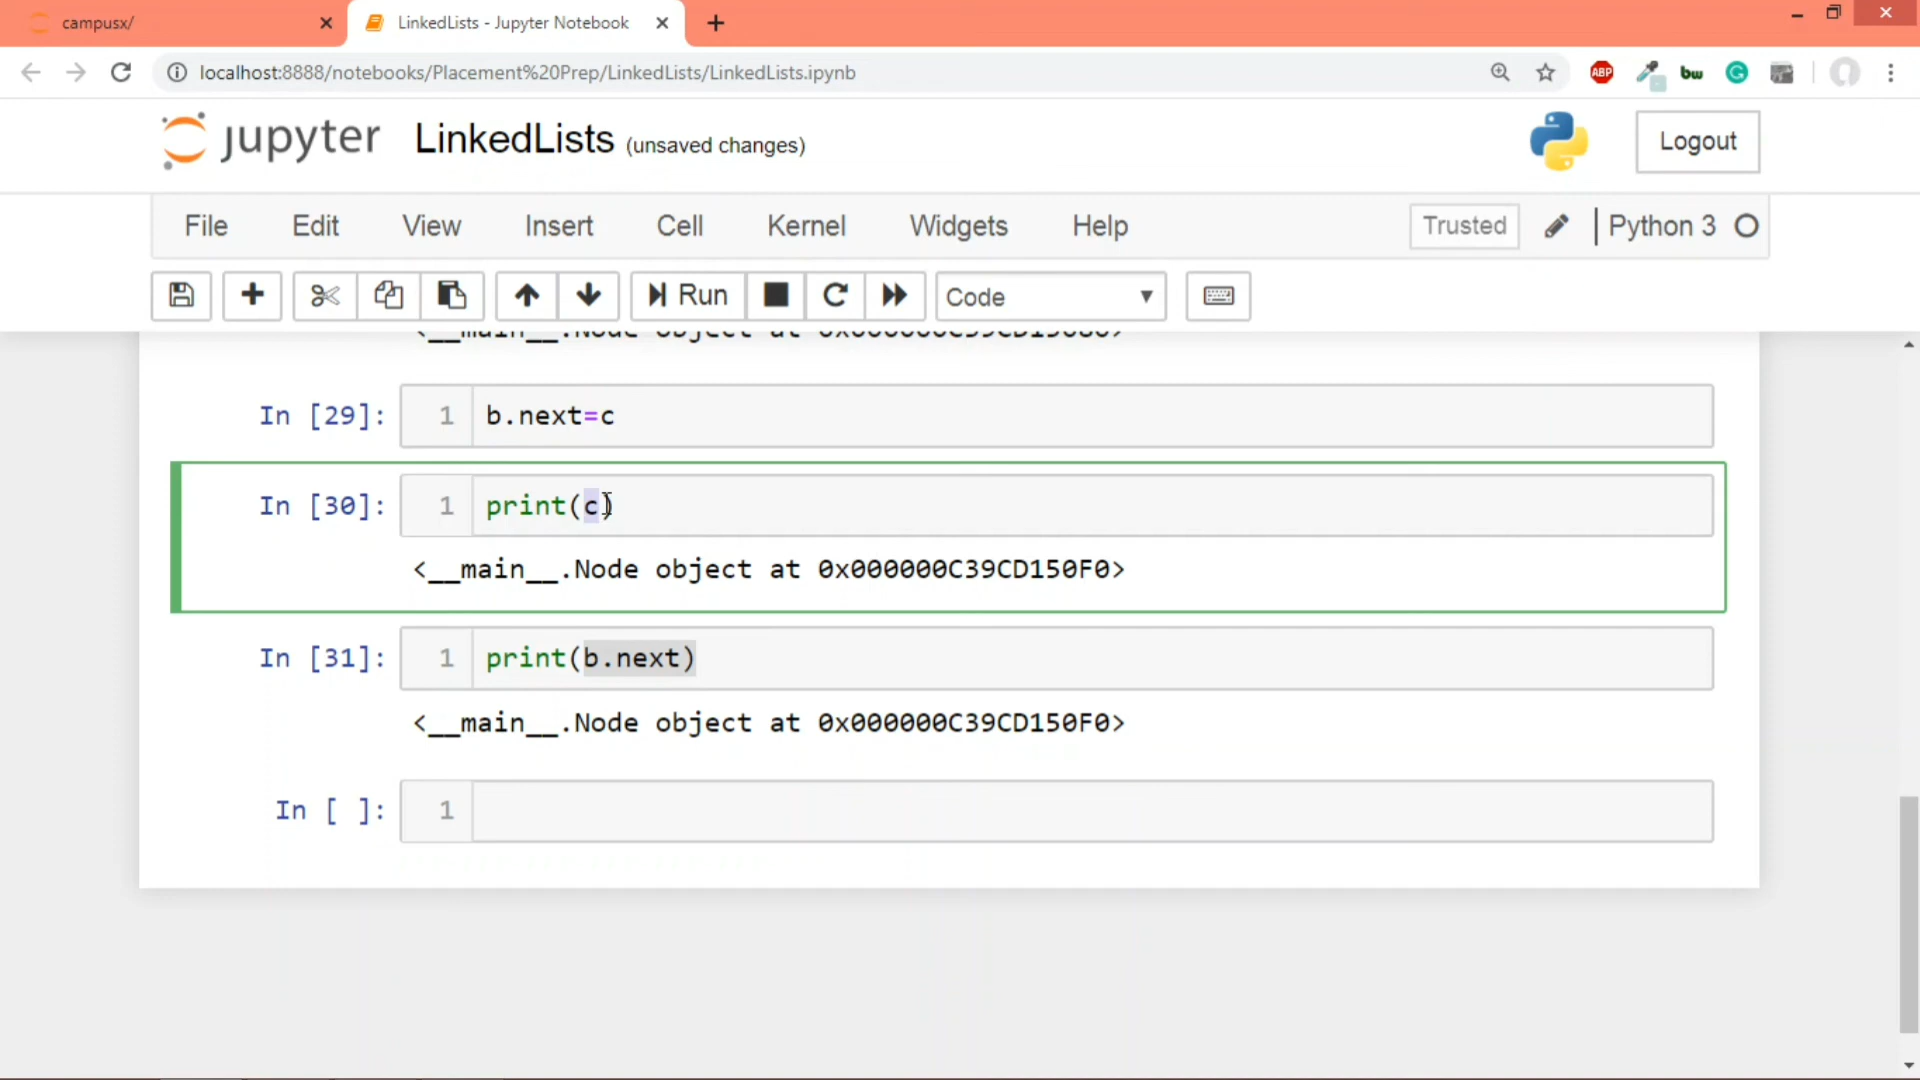 campusx/
LinkedLists - Jupyter Notebook
localhost:8888/notebooks/Placement%20Prep/LinkedLists/LinkedLists.ipynb
ABP
bw
jupyter LinkedLists (unsaved changes)
Logout
File Edit View Insert Cell Kernel Widgets Help
Trusted Python 3
Run Code
In [29]: 1 b.next=c
In [30]: 1 print(c)
<__main__.Node object at 0x000000C39CD150F0>
In [31]: 1 print(b.next)
<__main__.Node object at 0x000000C39CD150F0>
In [ ]: 1